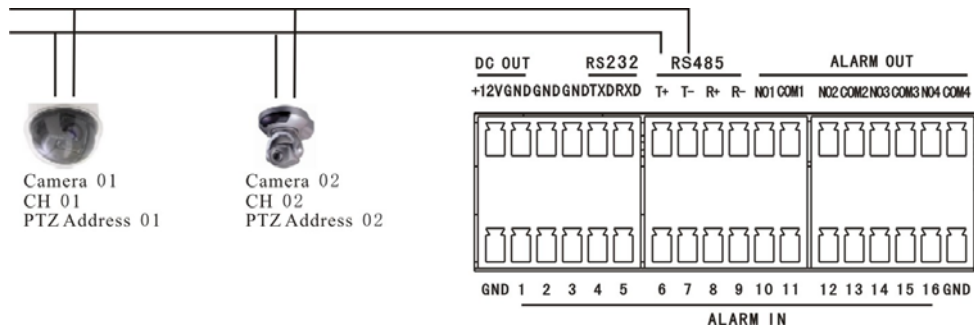 DC OUT RS232 RS485 ALARM OUT
+12V GND GND GND TXD RXD T+ T- R+ R- NO1 COM1 NO2 COM2 NO3 COM3 NO4 COM4
Camera 01
CH 01
PTZ Address 01
Camera 02
CH 02
PTZ Address 02
GND 1 2 3 4 5 6 7 8 9 10 11 12 13 14 15 16 GND
ALARM IN